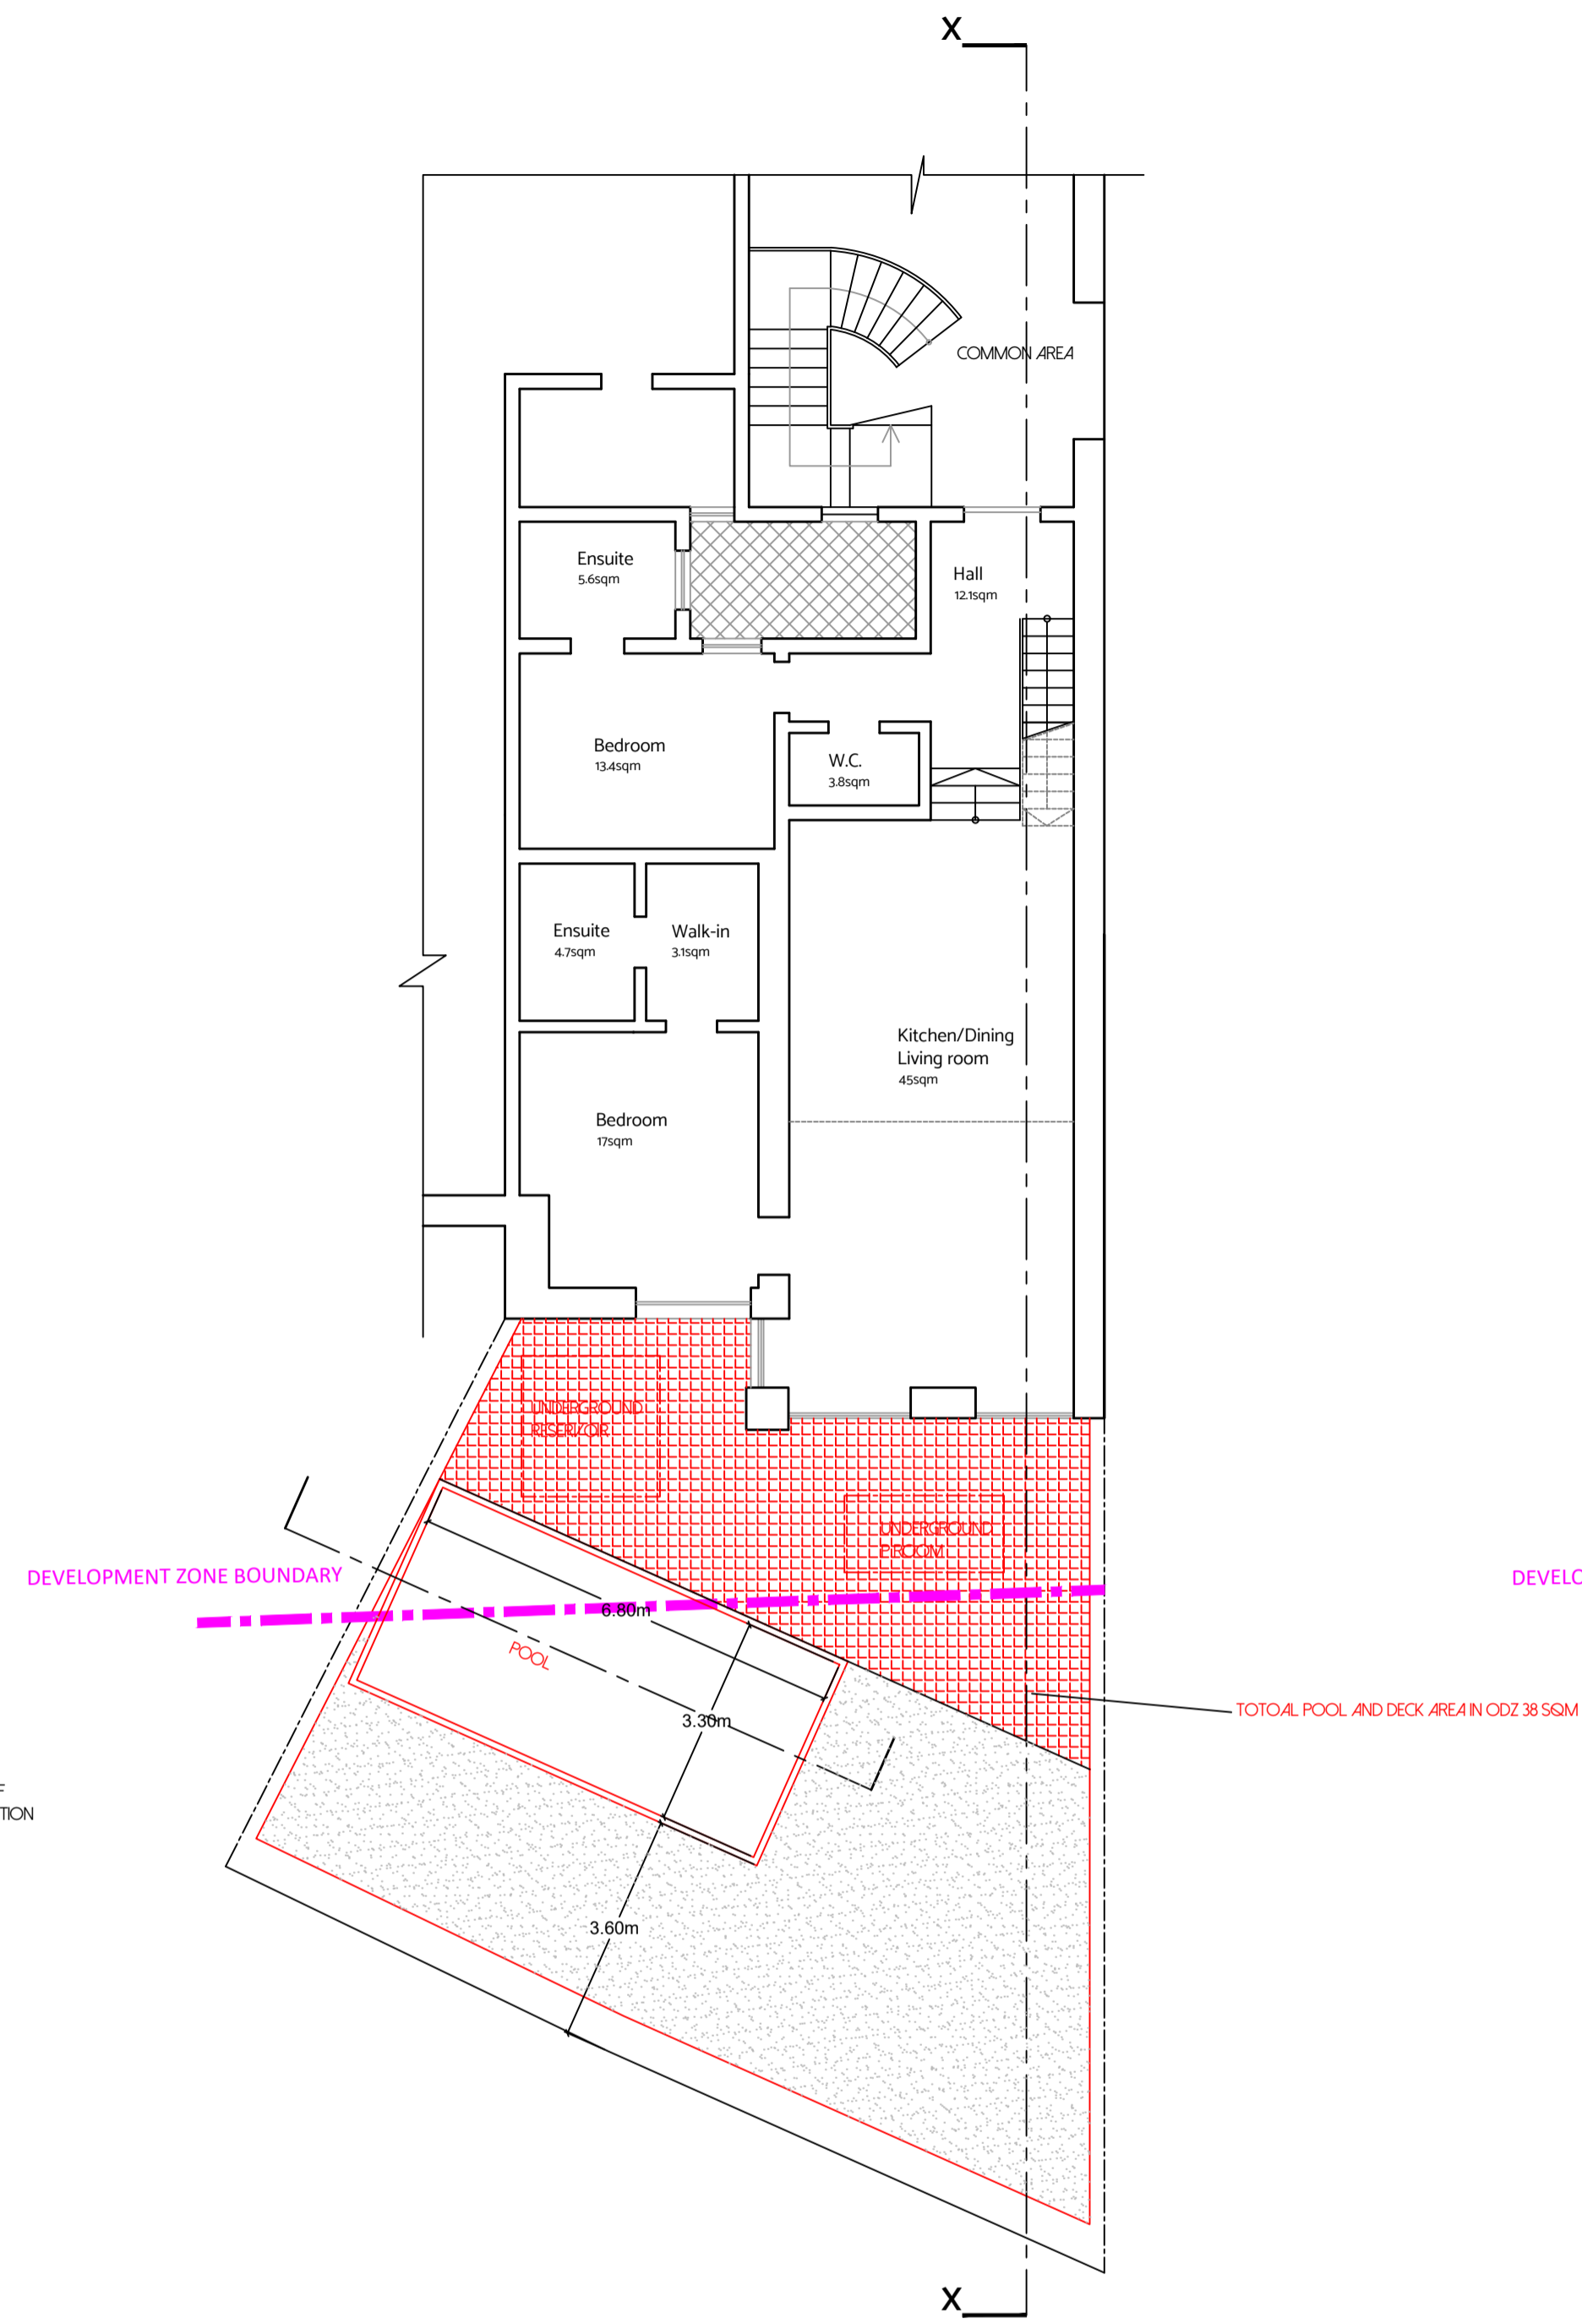 X
COMMON AREA
Ensuite
5.6sqm
Hall
12.1sqm
Bedroom
13.4sqm
W.C.
3.8sqm
Ensuite
4.7sqm
Walk-in
3.1sqm
Kitchen/Dining
Living room
45sqm
Bedroom
17sqm
UNDERGROUND
RESERVOIR
UNDERGROUND
P.ROOM
DEVELOPMENT ZONE BOUNDARY
DEVELO
6.80m
POOL
3.30m
TOTOAL POOL AND DECK AREA IN ODZ 38 SQM
F
TION
3.60m
X